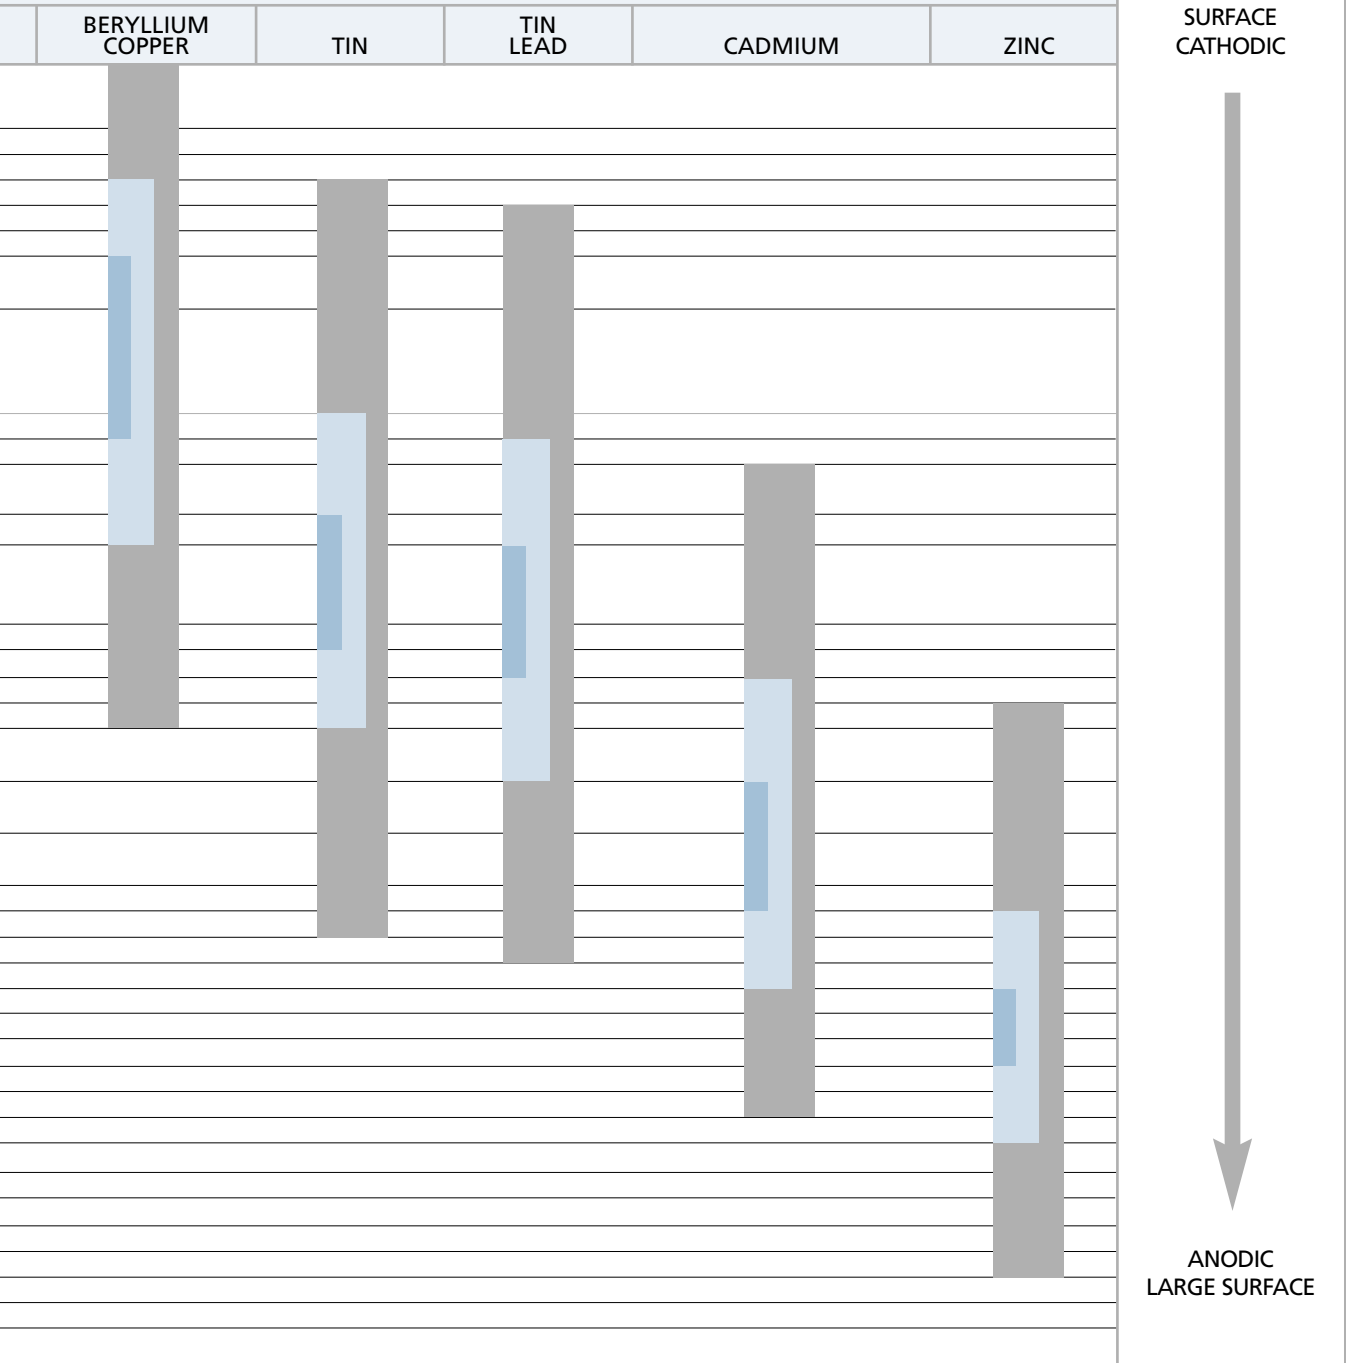 BERYLLIUM
COPPER
TIN
TIN
LEAD
CADMIUM
ZINC
SURFACE
CATHODIC
ANODIC
LARGE SURFACE